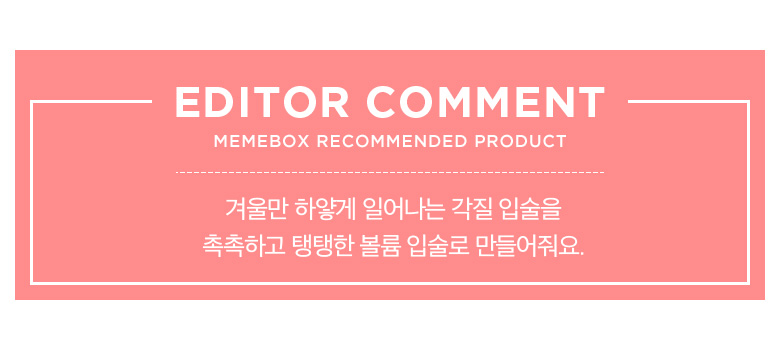 EDITOR COMMENT
MEMEBOX RECOMMENDED PRODUCT
겨울만 하얗게 일어나는 각질 입술을
촉촉하고 탱탱한 볼륨 입술로 만들어줘요.